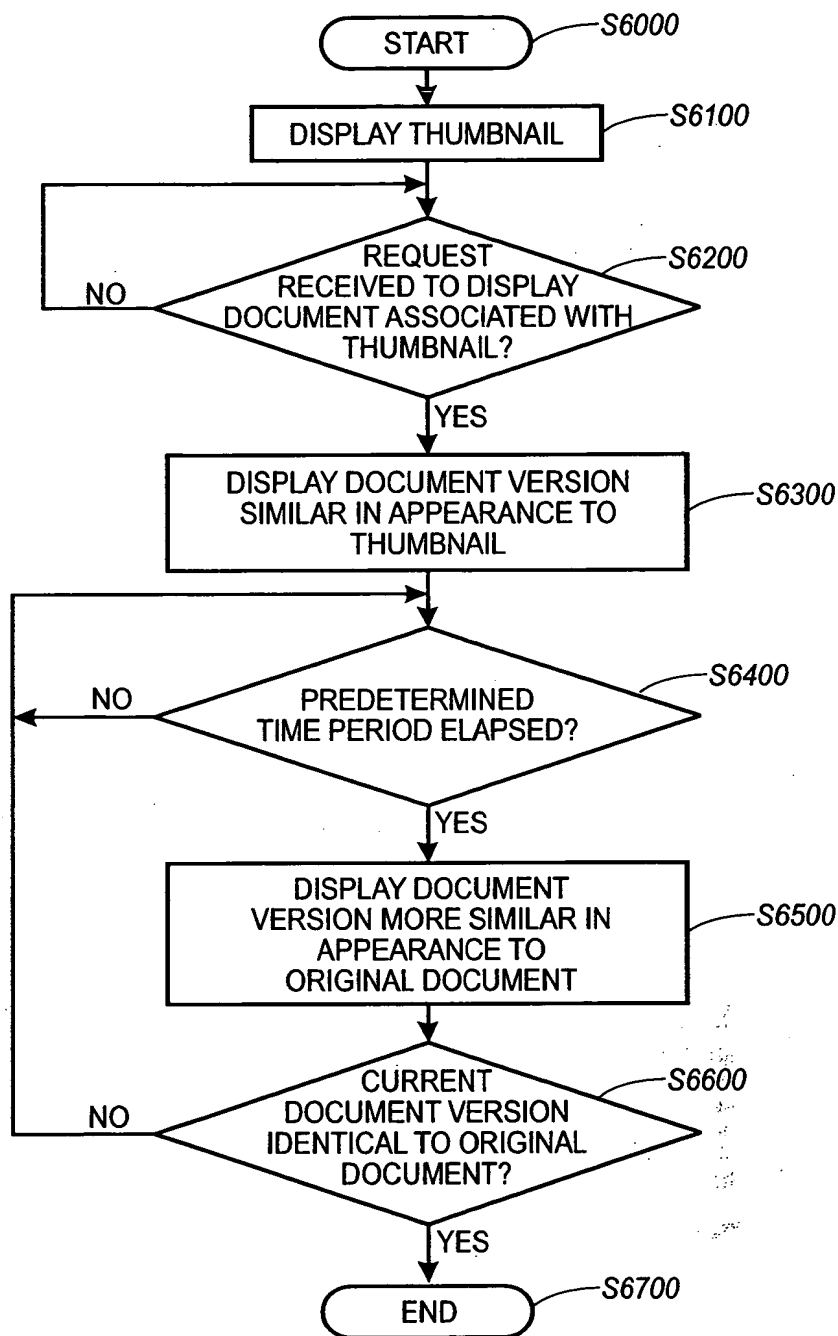 START
S6000
DISPLAY THUMBNAIL
S6100
REQUEST
RECEIVED TO DISPLAY
DOCUMENT ASSOCIATED WITH
THUMBNAIL?
S6200
NO
YES
DISPLAY DOCUMENT VERSION
SIMILAR IN APPEARANCE TO
THUMBNAIL
S6300
PREDETERMINED
TIME PERIOD ELAPSED?
S6400
NO
YES
DISPLAY DOCUMENT
VERSION MORE SIMILAR IN
APPEARANCE TO
ORIGINAL DOCUMENT
S6500
CURRENT
DOCUMENT VERSION
IDENTICAL TO ORIGINAL
DOCUMENT?
S6600
NO
YES
END
S6700